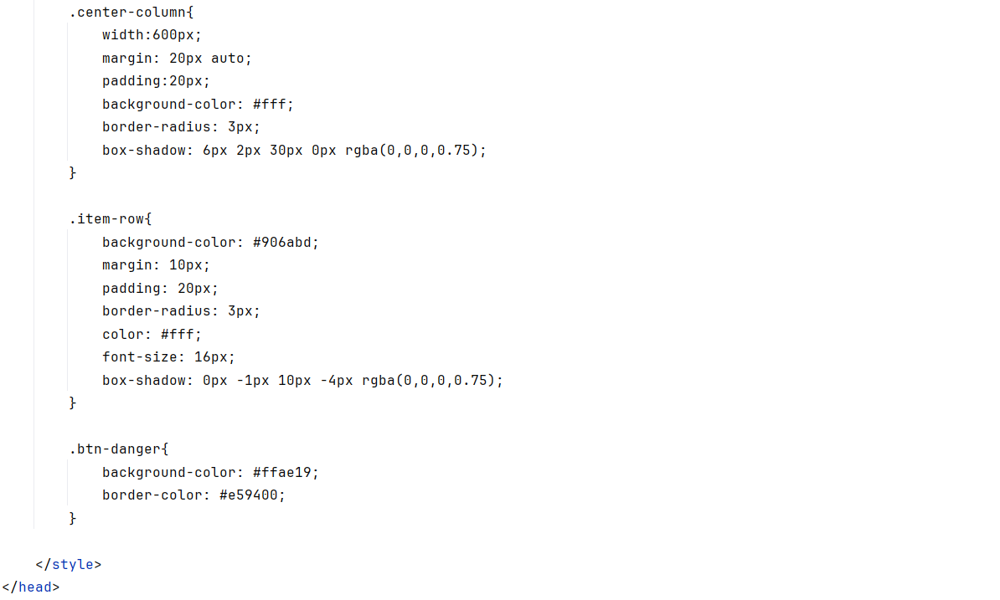 .center-column{
width:600px;
margin: 20px auto;
padding:20px;
background-color: #fff;
border-radius: 3px;
box-shadow: 6px 2px 30px 0px rgba(0,0,0,0.75);
}
.item-row{
background-color: #906abd;
margin: 10px;
padding: 20px;
border-radius: 3px;
color: #fff;
font-size: 16px;
box-shadow: 0px -1px 10px -4px rgba(0,0,0,0.75);
}
.btn-danger{
background-color: #ffae19;
border-color: #e59400;
}
</style>
</head>